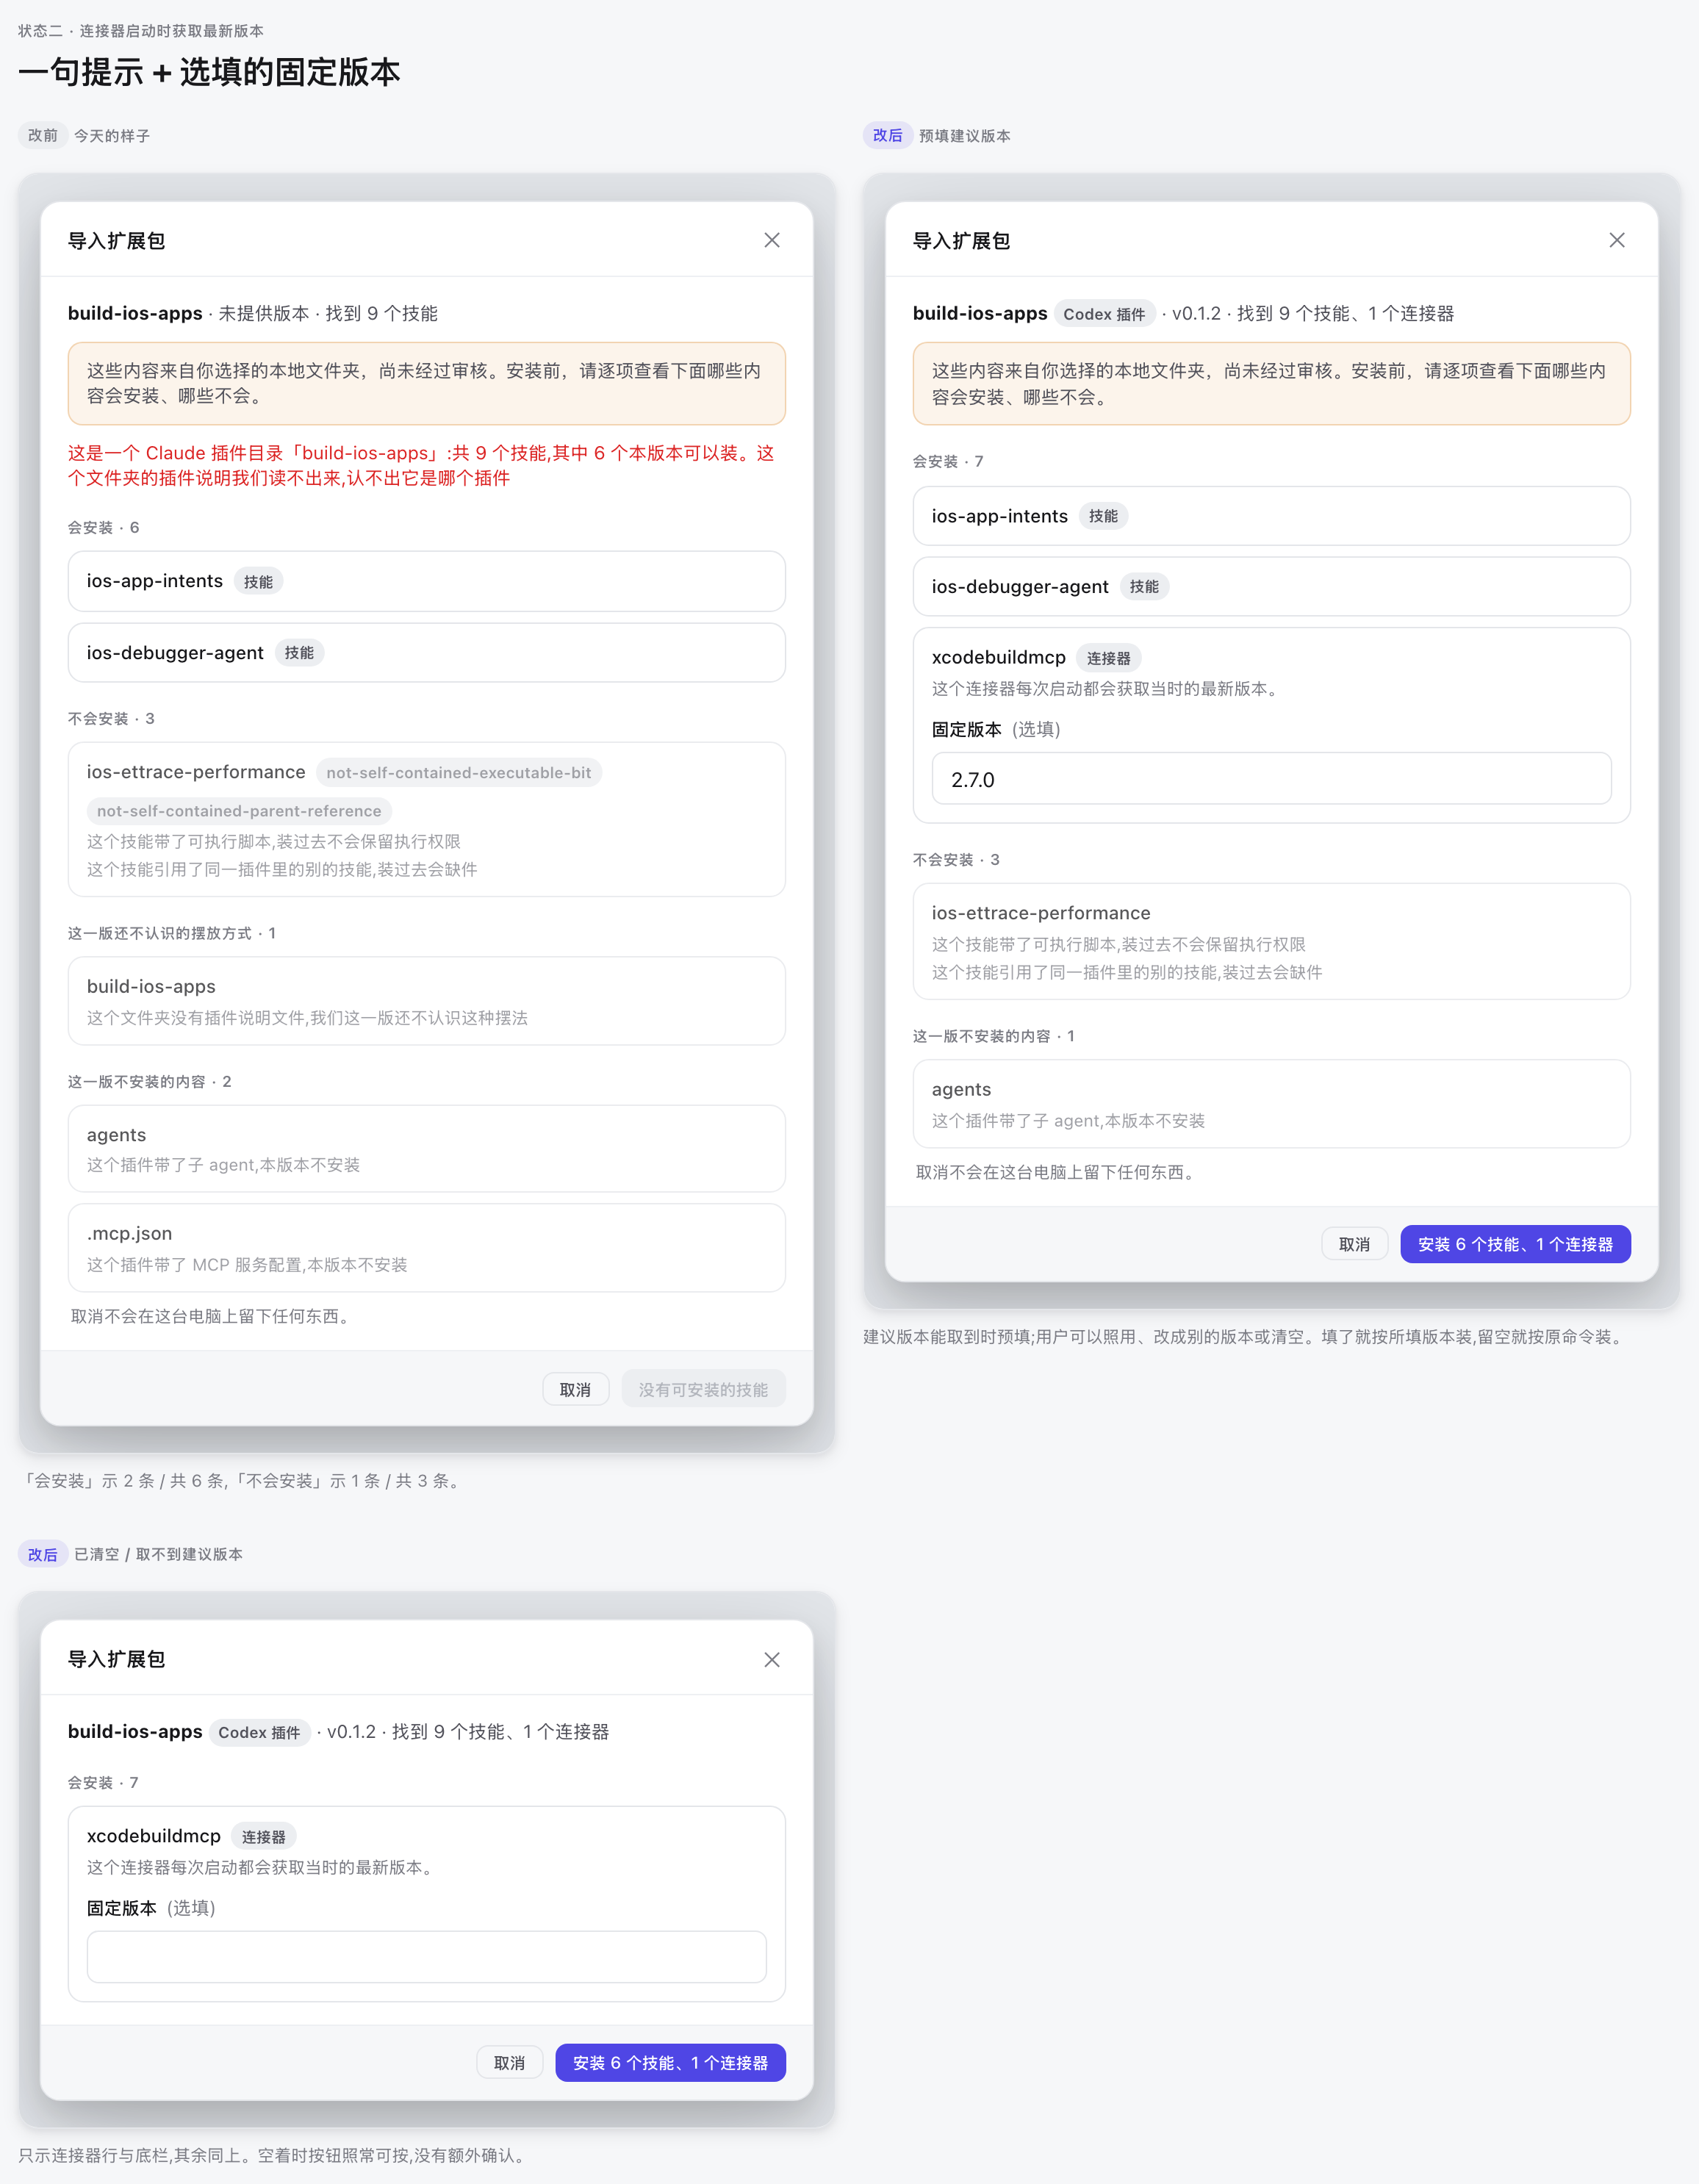 状态二 · 连接器启动时获取最新版本
一句提示 + 选填的固定版本
改前 今天的样子
导入扩展包
build-ios-apps · 未提供版本 · 找到 9 个技能
这些内容来自你选择的本地文件夹，尚未经过审核。安装前，请逐项查看下面哪些内
容会安装、哪些不会。
这是一个 Claude 插件目录「build-ios-apps」:共 9 个技能,其中 6 个本版本可以装。这
个文件夹的插件说明我们读不出来,认不出它是哪个插件
会安装 · 6
ios-app-intents 技能
ios-debugger-agent 技能
不会安装 · 3
ios-ettrace-performance not-self-contained-executable-bit
not-self-contained-parent-reference
这个技能带了可执行脚本,装过去不会保留执行权限
这个技能引用了同一插件里的别的技能,装过去会缺件
这一版还不认识的摆放方式 · 1
build-ios-apps
这个文件夹没有插件说明文件,我们这一版还不认识这种摆法
这一版不安装的内容 · 2
agents
这个插件带了子 agent,本版本不安装
.mcp.json
这个插件带了 MCP 服务配置,本版本不安装
取消不会在这台电脑上留下任何东西。
取消 没有可安装的技能
「会安装」示 2 条 / 共 6 条,「不会安装」示 1 条 / 共 3 条。
改后 预填建议版本
导入扩展包
build-ios-apps Codex 插件 · v0.1.2 · 找到 9 个技能、1 个连接器
这些内容来自你选择的本地文件夹，尚未经过审核。安装前，请逐项查看下面哪些内
容会安装、哪些不会。
会安装 · 7
ios-app-intents 技能
ios-debugger-agent 技能
xcodebuildmcp 连接器
这个连接器每次启动都会获取当时的最新版本。
固定版本 (选填)
2.7.0
不会安装 · 3
ios-ettrace-performance
这个技能带了可执行脚本,装过去不会保留执行权限
这个技能引用了同一插件里的别的技能,装过去会缺件
这一版不安装的内容 · 1
agents
这个插件带了子 agent,本版本不安装
取消不会在这台电脑上留下任何东西。
取消 安装 6 个技能、1 个连接器
建议版本能取到时预填;用户可以照用、改成别的版本或清空。填了就按所填版本装,留空就按原命令装。
改后 已清空 / 取不到建议版本
导入扩展包
build-ios-apps Codex 插件 · v0.1.2 · 找到 9 个技能、1 个连接器
会安装 · 7
xcodebuildmcp 连接器
这个连接器每次启动都会获取当时的最新版本。
固定版本 (选填)
取消 安装 6 个技能、1 个连接器
只示连接器行与底栏,其余同上。空着时按钮照常可按,没有额外确认。